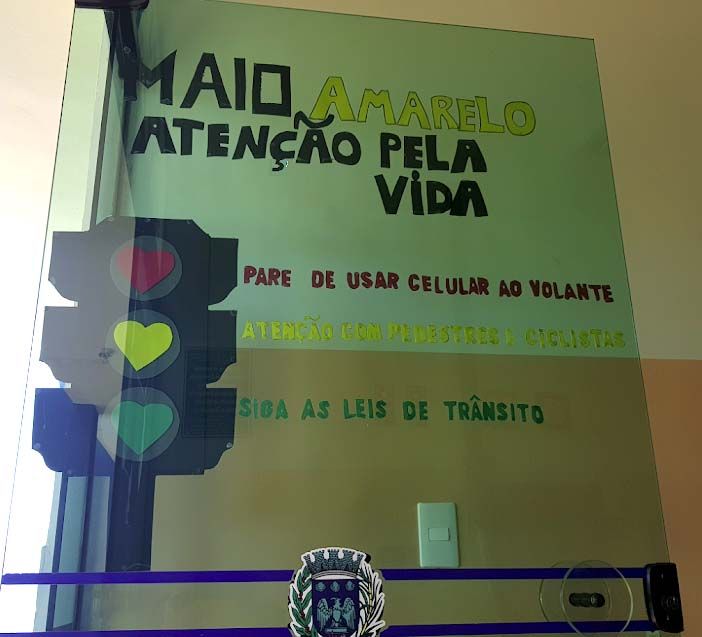 MAIO AMARELO
ATENÇÃO PELA
VIDA
PARE DE USAR CELULAR AO VOLANTE
ATENÇÃO COM PEDESTRES E CICLISTAS
SIGA AS LEIS DE TRÂNSITO